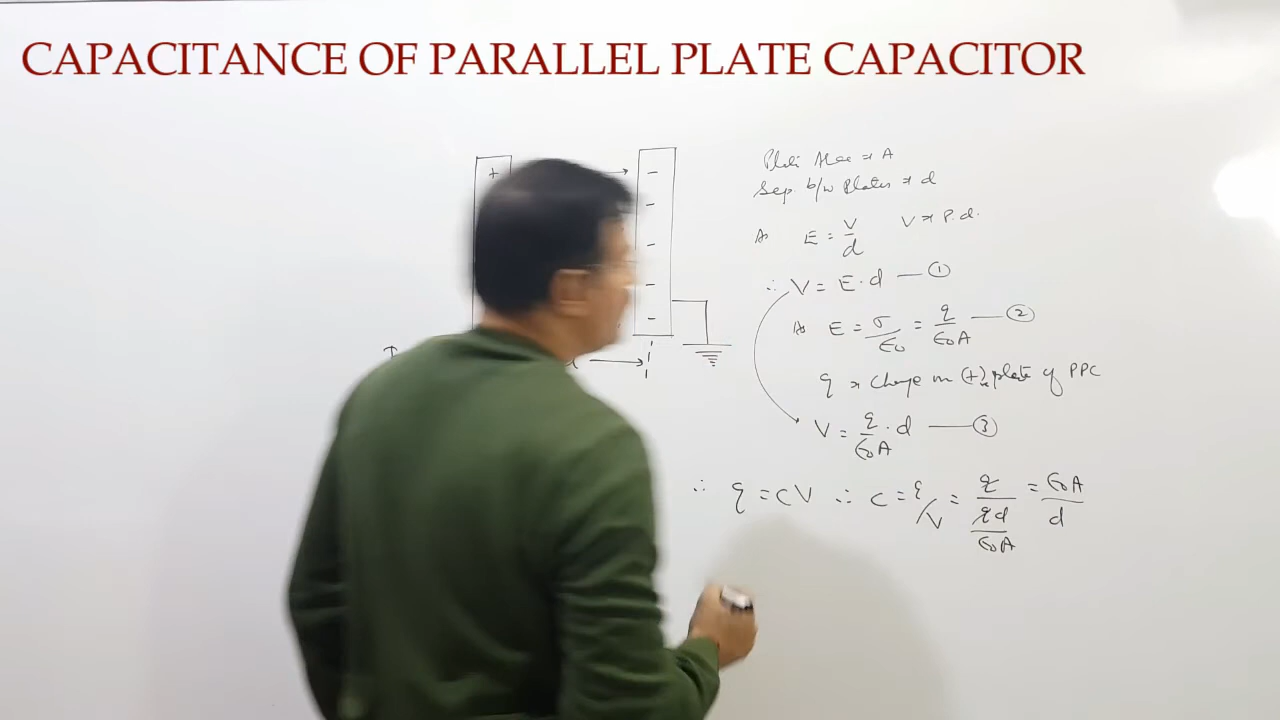 CAPACITANCE OF PARALLEL PLATE CAPACITOR
+
−
−
−
−
−
d
Plate Area → A
Sep. b/w Plates → d
As E = V/d V → P.d.
∴ V = E·d — ①
As E = σ/ε₀ = q/ε₀A — ②
q → Charge on (+) plate of PPC
V = q/ε₀A · d — ③
∴ q = CV ∴ C = q/V = q/(qd/ε₀A) = ε₀A/d